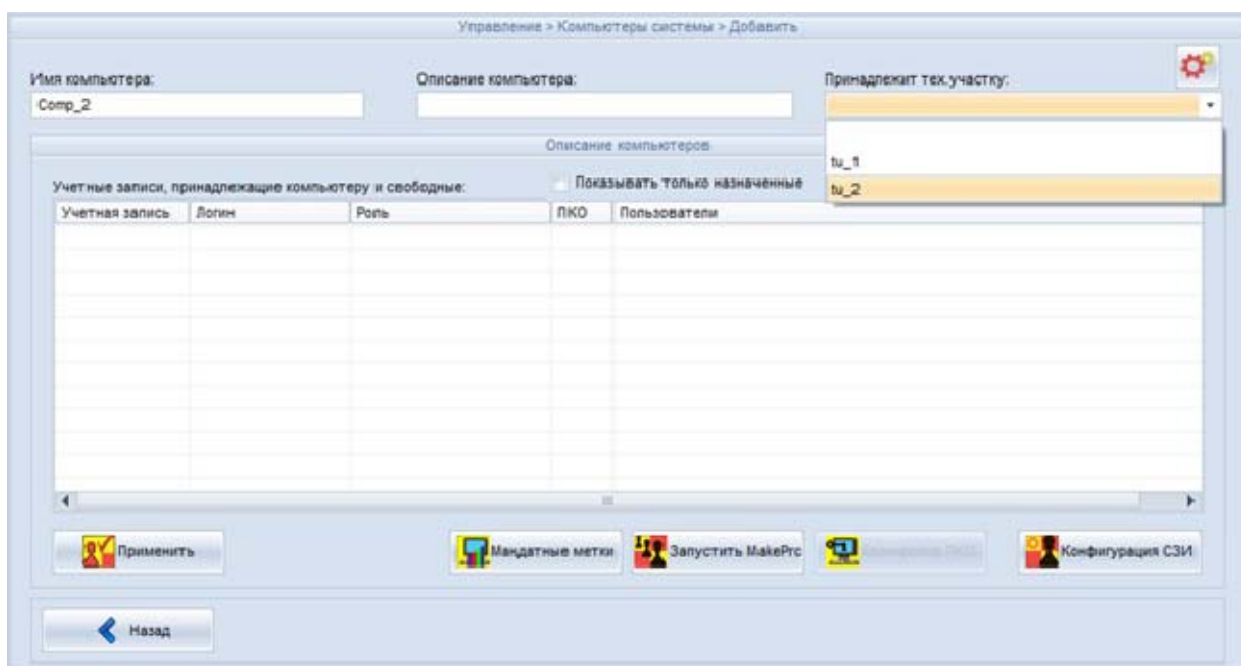 Управление > Компьютеры системы > Добавить
Имя компьютера: Описание компьютера: Принадлежит тех.участку:
Comp_2
Описание компьютеров
tu_1
Учетные записи, принадлежащие компьютеру и свободные: Показывать только назначенные
tu_2
Учетная запись Логин Роль ПКО Пользователи
Применить Мандатные метки Запустить MakePrc Конфигурация СЗИ
Назад